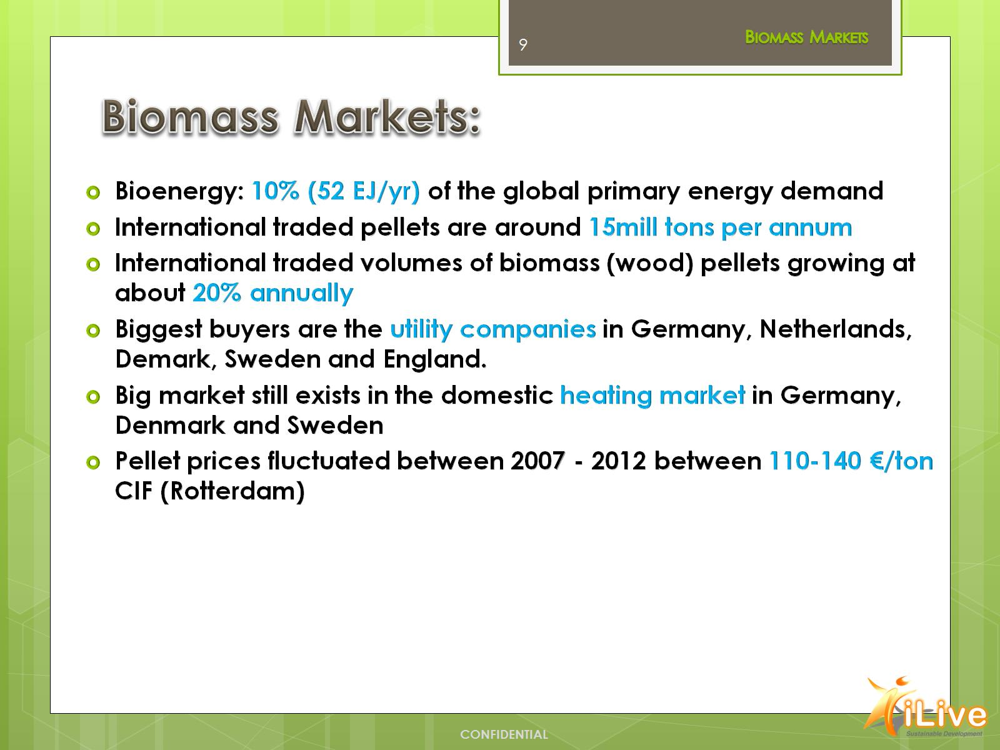 9
BIOMASS MARKETS
Biomass Markets:
Bioenergy: 10% (52 EJ/yr) of the global primary energy demand
International traded pellets are around 15mill tons per annum
International traded volumes of biomass (wood) pellets growing at
about 20% annually
Biggest buyers are the utility companies in Germany, Netherlands,
Demark, Sweden and England.
Big market still exists in the domestic heating market in Germany,
Denmark and Sweden
Pellet prices fluctuated between 2007 - 2012 between 110-140 €/ton
CIF (Rotterdam)
iLive
Sustainable Development
CONFIDENTIAL